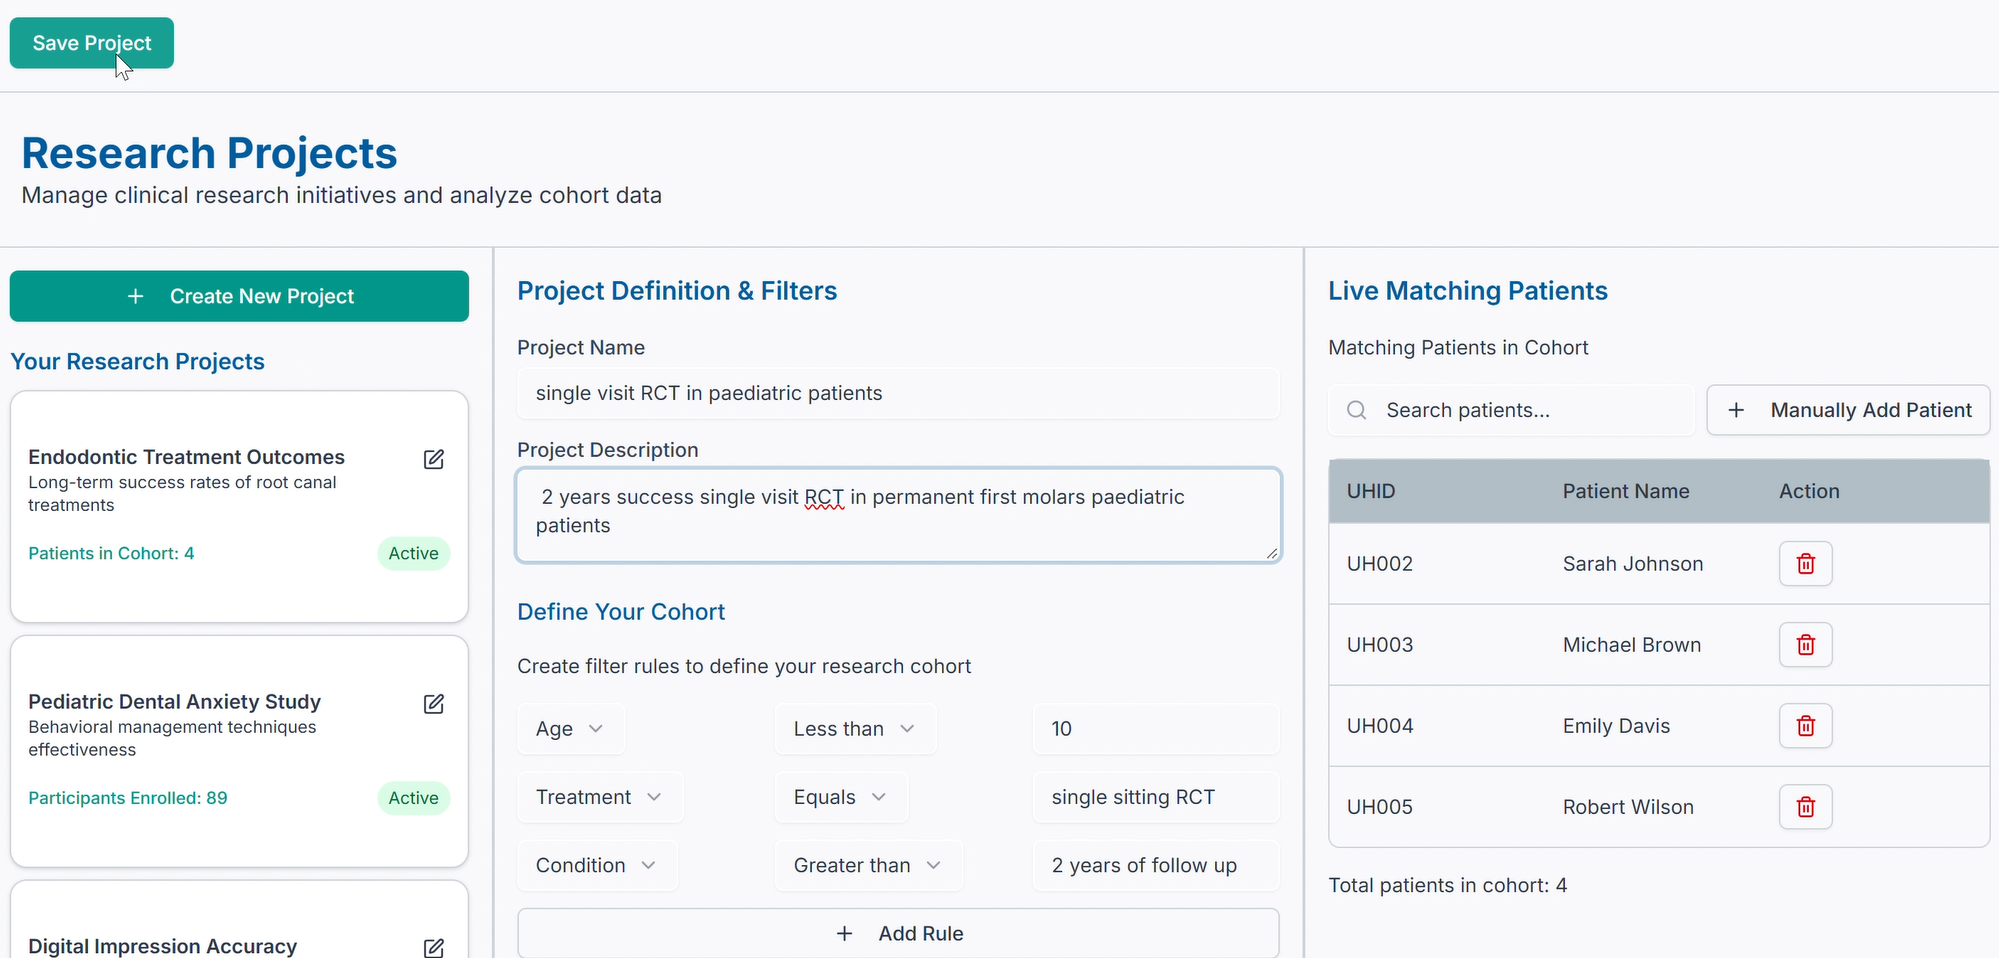 Save Project
Research Projects
Manage clinical research initiatives and analyze cohort data
Create New Project
Your Research Projects
Endodontic Treatment Outcomes
Long-term success rates of root canal
treatments
Patients in Cohort: 4
Active
Pediatric Dental Anxiety Study
Behavioral management techniques
effectiveness
Participants Enrolled: 89
Active
Digital Impression Accuracy
Project Definition & Filters
Project Name
single visit RCT in paediatric patients
Project Description
2 years success single visit RCT in permanent first molars paediatric
patients
Define Your Cohort
Create filter rules to define your research cohort
Age Less than 10
Treatment Equals single sitting RCT
Condition Greater than 2 years of follow up
Add Rule
Live Matching Patients
Matching Patients in Cohort
Search patients...
Manually Add Patient
UHID Patient Name Action
UH002 Sarah Johnson
UH003 Michael Brown
UH004 Emily Davis
UH005 Robert Wilson
Total patients in cohort: 4